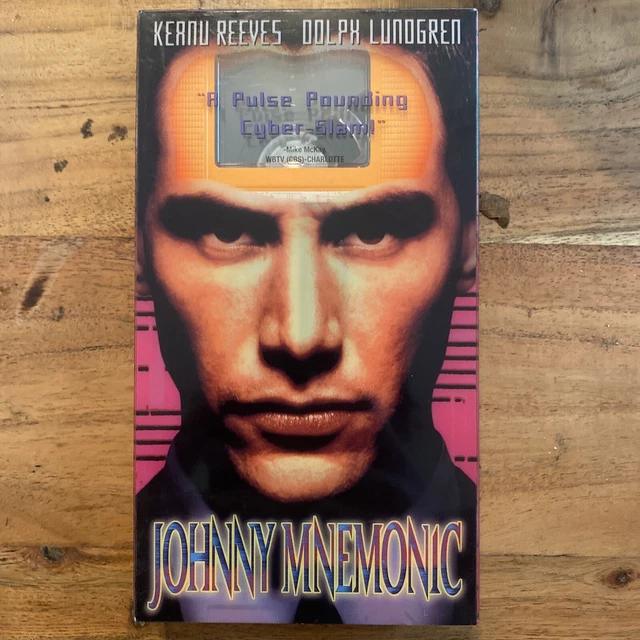 KEANU REEVES DOLPH LUNDGREN
"A Pulse Pounding
Cyber-Slam!"
-Mike McKay,
WBTV (CBS)-CHARLOTTE
JOHNNY MNEMONIC